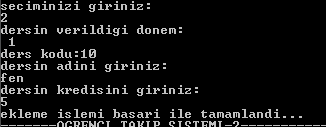 seciminizi giriniz:
2
dersin verildigi donem:
1
ders kodu:10
dersin adini giriniz:
fen
dersin kredisini giriniz:
5
ekleme islemi basari ile tamamlandi...
-------OGRENCI TAKIP SISTEMI-2-----------